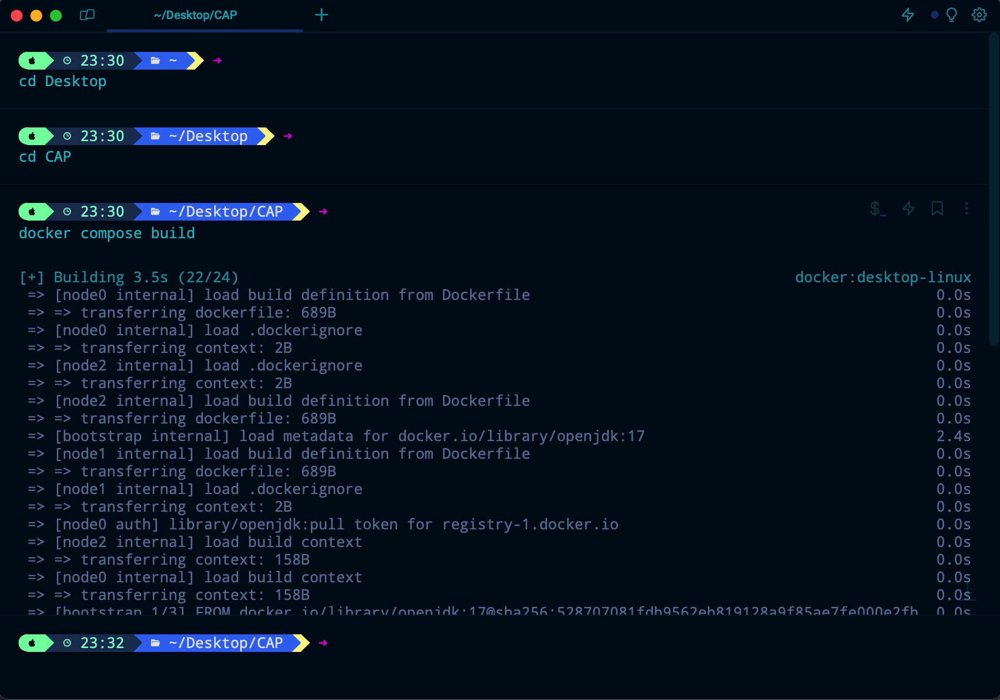 ~/Desktop/CAP
23:30 ~ ➜
cd Desktop
23:30 ~/Desktop ➜
cd CAP
23:30 ~/Desktop/CAP ➜
$_
docker compose build
[+] Building 3.5s (22/24) docker:desktop-linux
=> [node0 internal] load build definition from Dockerfile 0.0s
=> => transferring dockerfile: 689B 0.0s
=> [node0 internal] load .dockerignore 0.0s
=> => transferring context: 2B 0.0s
=> [node2 internal] load .dockerignore 0.0s
=> => transferring context: 2B 0.0s
=> [node2 internal] load build definition from Dockerfile 0.0s
=> => transferring dockerfile: 689B 0.0s
=> [bootstrap internal] load metadata for docker.io/library/openjdk:17 2.4s
=> [node1 internal] load build definition from Dockerfile 0.0s
=> => transferring dockerfile: 689B 0.0s
=> [node1 internal] load .dockerignore 0.0s
=> => transferring context: 2B 0.0s
=> [node0 auth] library/openjdk:pull token for registry-1.docker.io 0.0s
=> [node2 internal] load build context 0.0s
=> => transferring context: 158B 0.0s
=> [node0 internal] load build context 0.0s
=> => transferring context: 158B 0.0s
=> [bootstrap 1/3] FROM docker.io/library/openjdk:17@sha256:528707081fdb9562eb819128a9f85ae7fe000e2fb 0.0s
23:32 ~/Desktop/CAP ➜